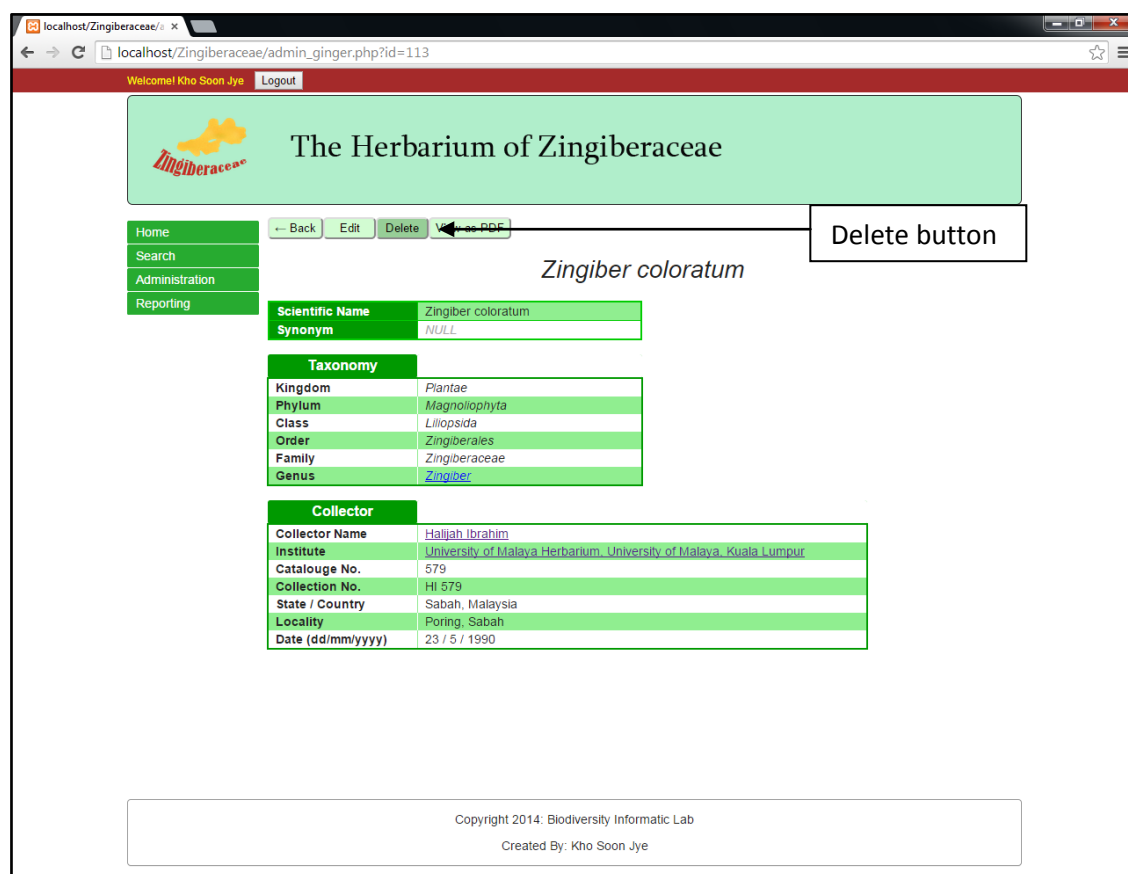 localhost/Zingiberaceae/a
localhost/Zingiberaceae/admin_ginger.php?id=113
Welcome! Kho Soon Jye Logout
Zingiberaceae
The Herbarium of Zingiberaceae
← Back Edit Delete View as PDF
Delete button
Home
Search
Administration
Reporting
Zingiber coloratum
Scientific Name Zingiber coloratum
Synonym NULL
Taxonomy
Kingdom Plantae
Phylum Magnoliophyta
Class Liliopsida
Order Zingiberales
Family Zingiberaceae
Genus Zingiber
Collector
Collector Name Halijah Ibrahim
Institute University of Malaya Herbarium, University of Malaya, Kuala Lumpur
Catalouge No. 579
Collection No. HI 579
State / Country Sabah, Malaysia
Locality Poring, Sabah
Date (dd/mm/yyyy) 23 / 5 / 1990
Copyright 2014: Biodiversity Informatic Lab
Created By: Kho Soon Jye